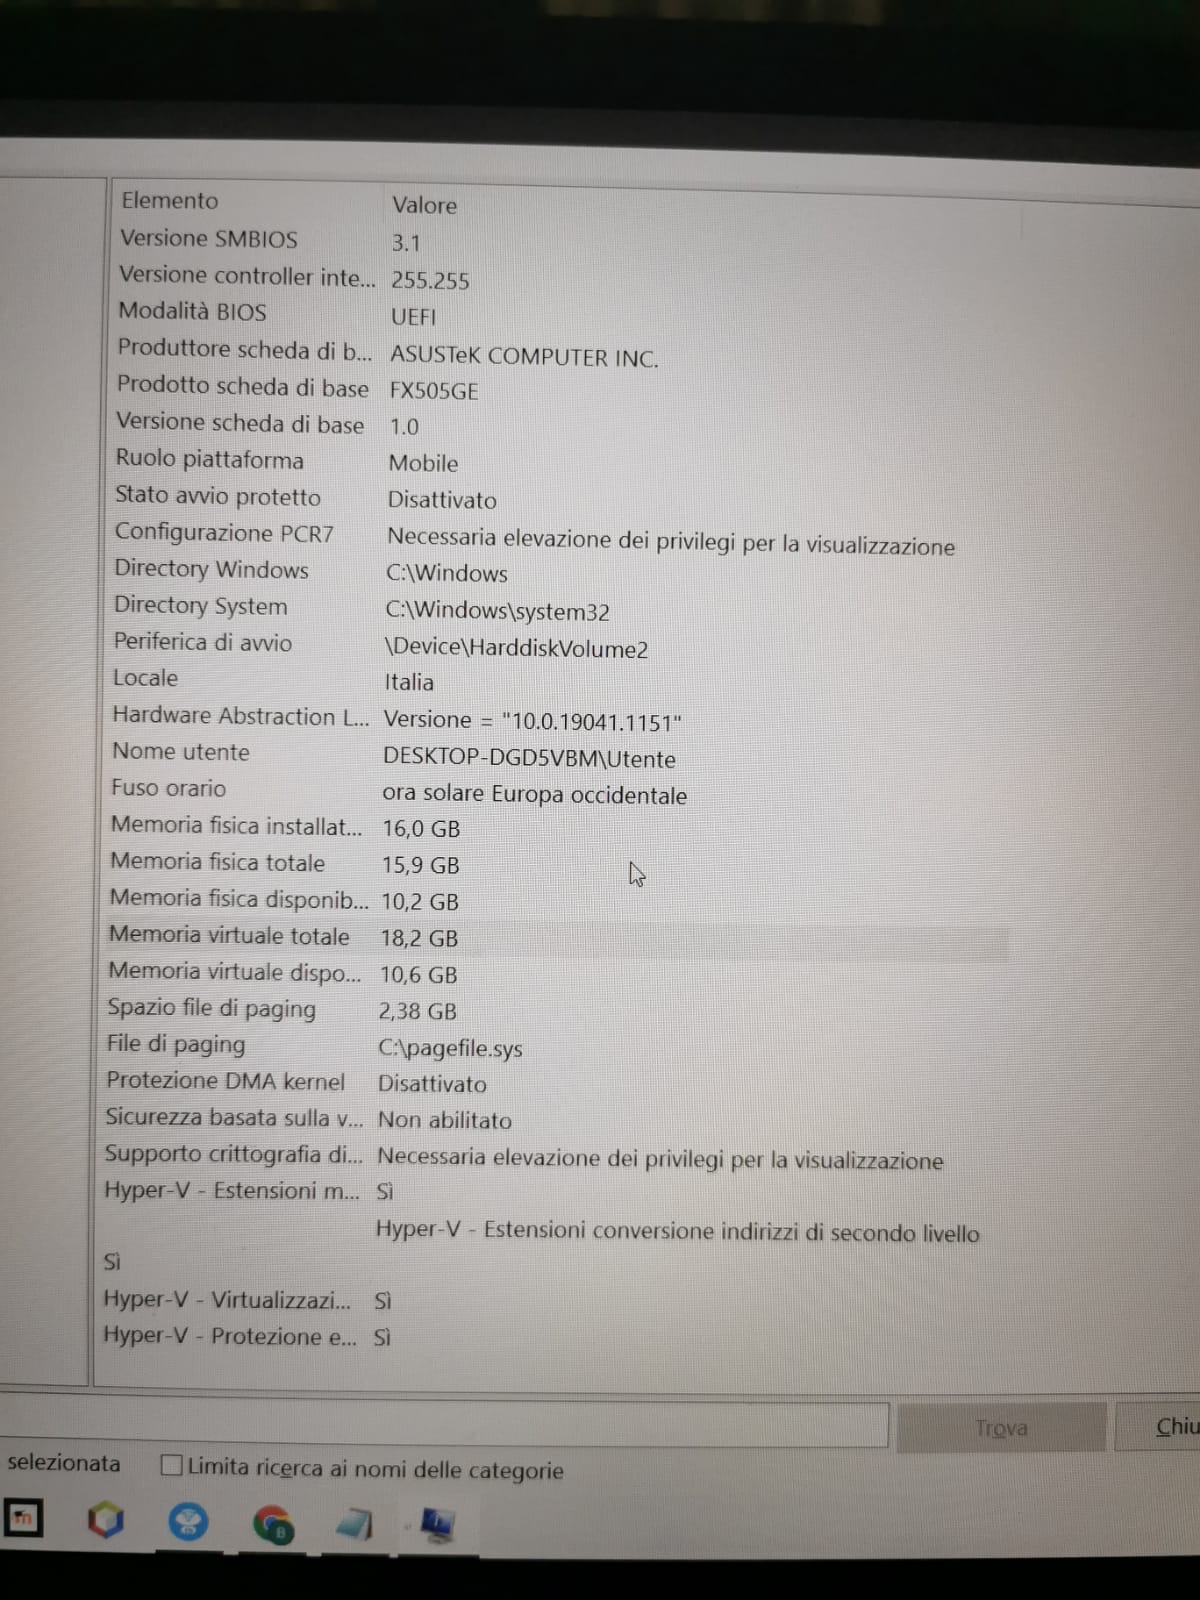 Elemento Valore
Versione SMBIOS 3.1
Versione controller inte... 255.255
Modalità BIOS UEFI
Produttore scheda di b... ASUSTeK COMPUTER INC.
Prodotto scheda di base FX505GE
Versione scheda di base 1.0
Ruolo piattaforma Mobile
Stato avvio protetto Disattivato
Configurazione PCR7 Necessaria elevazione dei privilegi per la visualizzazione
Directory Windows C:\Windows
Directory System C:\Windows\system32
Periferica di avvio \Device\HarddiskVolume2
Locale Italia
Hardware Abstraction L... Versione = "10.0.19041.1151"
Nome utente DESKTOP-DGD5VBM\Utente
Fuso orario ora solare Europa occidentale
Memoria fisica installat... 16,0 GB
Memoria fisica totale 15,9 GB
Memoria fisica disponib... 10,2 GB
Memoria virtuale totale 18,2 GB
Memoria virtuale dispo... 10,6 GB
Spazio file di paging 2,38 GB
File di paging C:\pagefile.sys
Protezione DMA kernel Disattivato
Sicurezza basata sulla v... Non abilitato
Supporto crittografia di... Necessaria elevazione dei privilegi per la visualizzazione
Hyper-V - Estensioni m... Sì
Hyper-V - Estensioni conversione indirizzi di secondo livello
Sì
Hyper-V - Virtualizzazi... Sì
Hyper-V - Protezione e... Sì
Trova Chiu
selezionata Limita ricerca ai nomi delle categorie
m
B